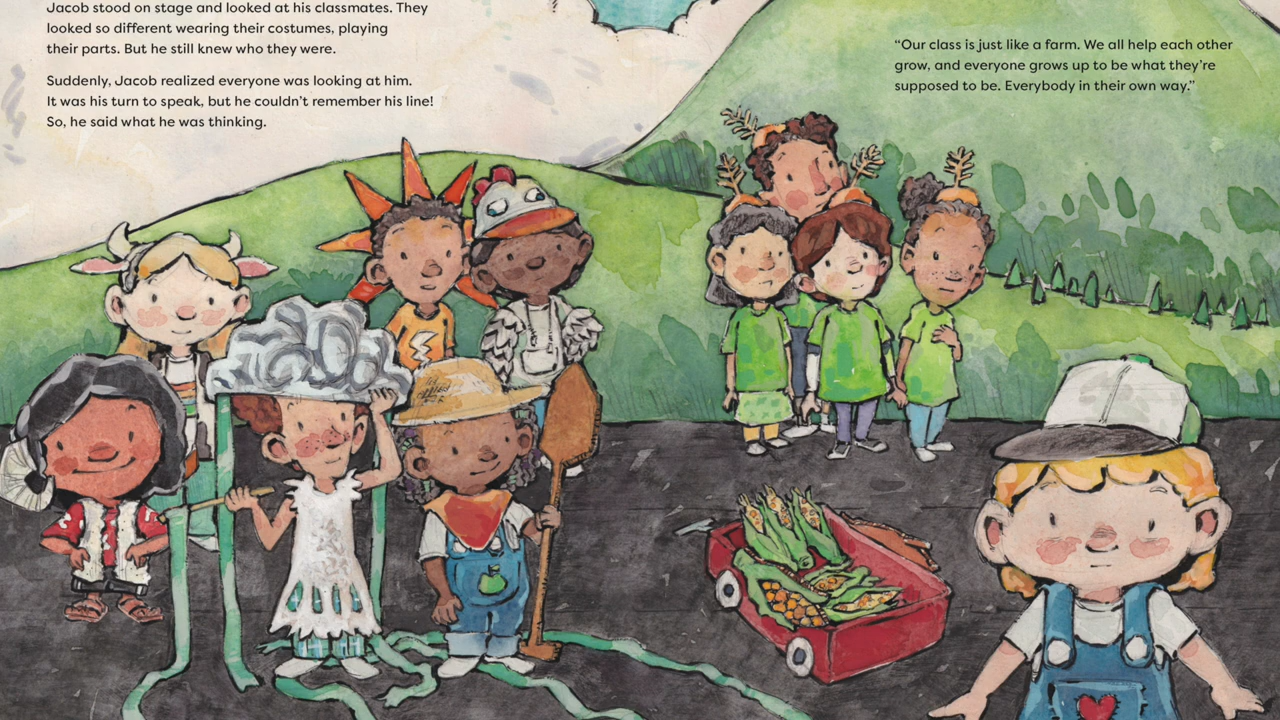 Jacob stood on stage and looked at his classmates. They
looked so different wearing their costumes, playing
their parts. But he still knew who they were.
Suddenly, Jacob realized everyone was looking at him.
It was his turn to speak, but he couldn’t remember his line!
So, he said what he was thinking.
“Our class is just like a farm. We all help each other
grow, and everyone grows up to be what they’re
supposed to be. Everybody in their own way.”